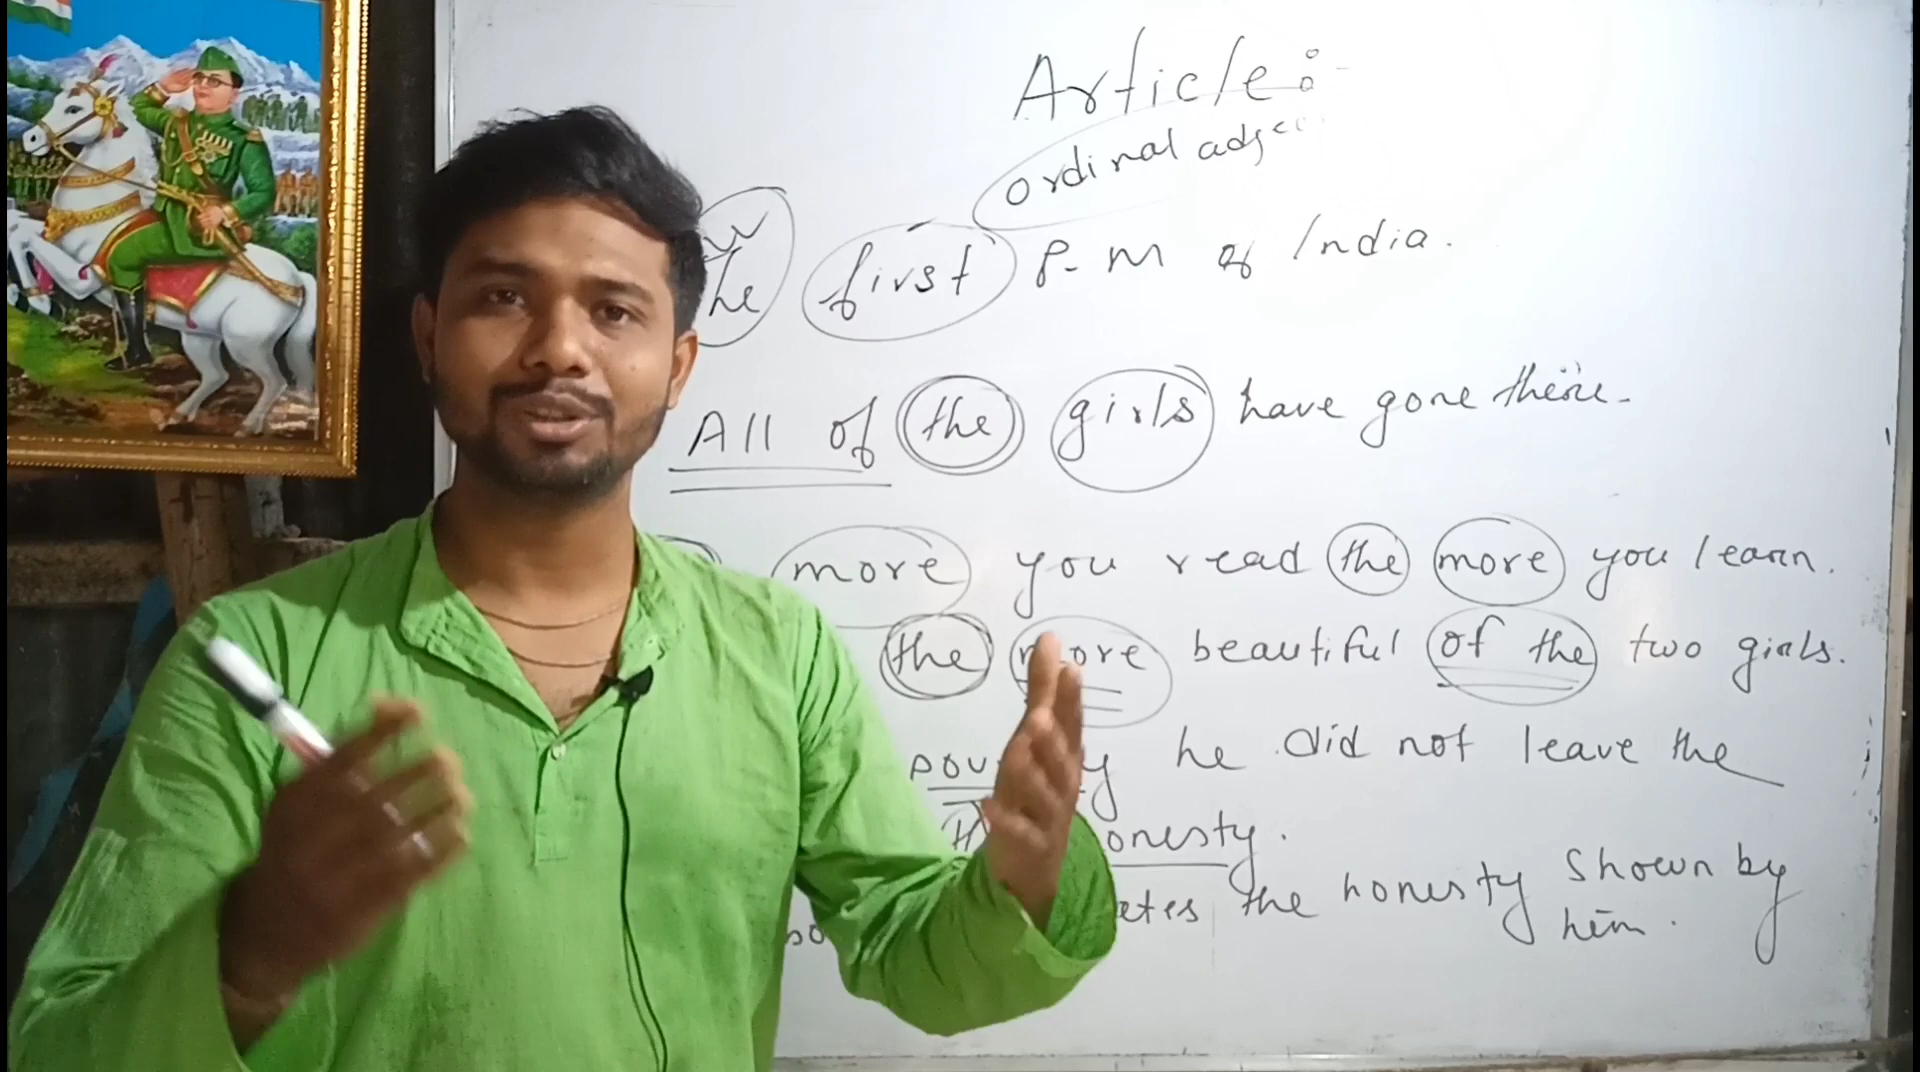 Article :-
ordinal adj
he first P.M of India.
All of the girls have gone there.
more you read the more you learn.
the more beautiful of the two girls.
he did not leave the
onesty.
the honesty shown by
him.